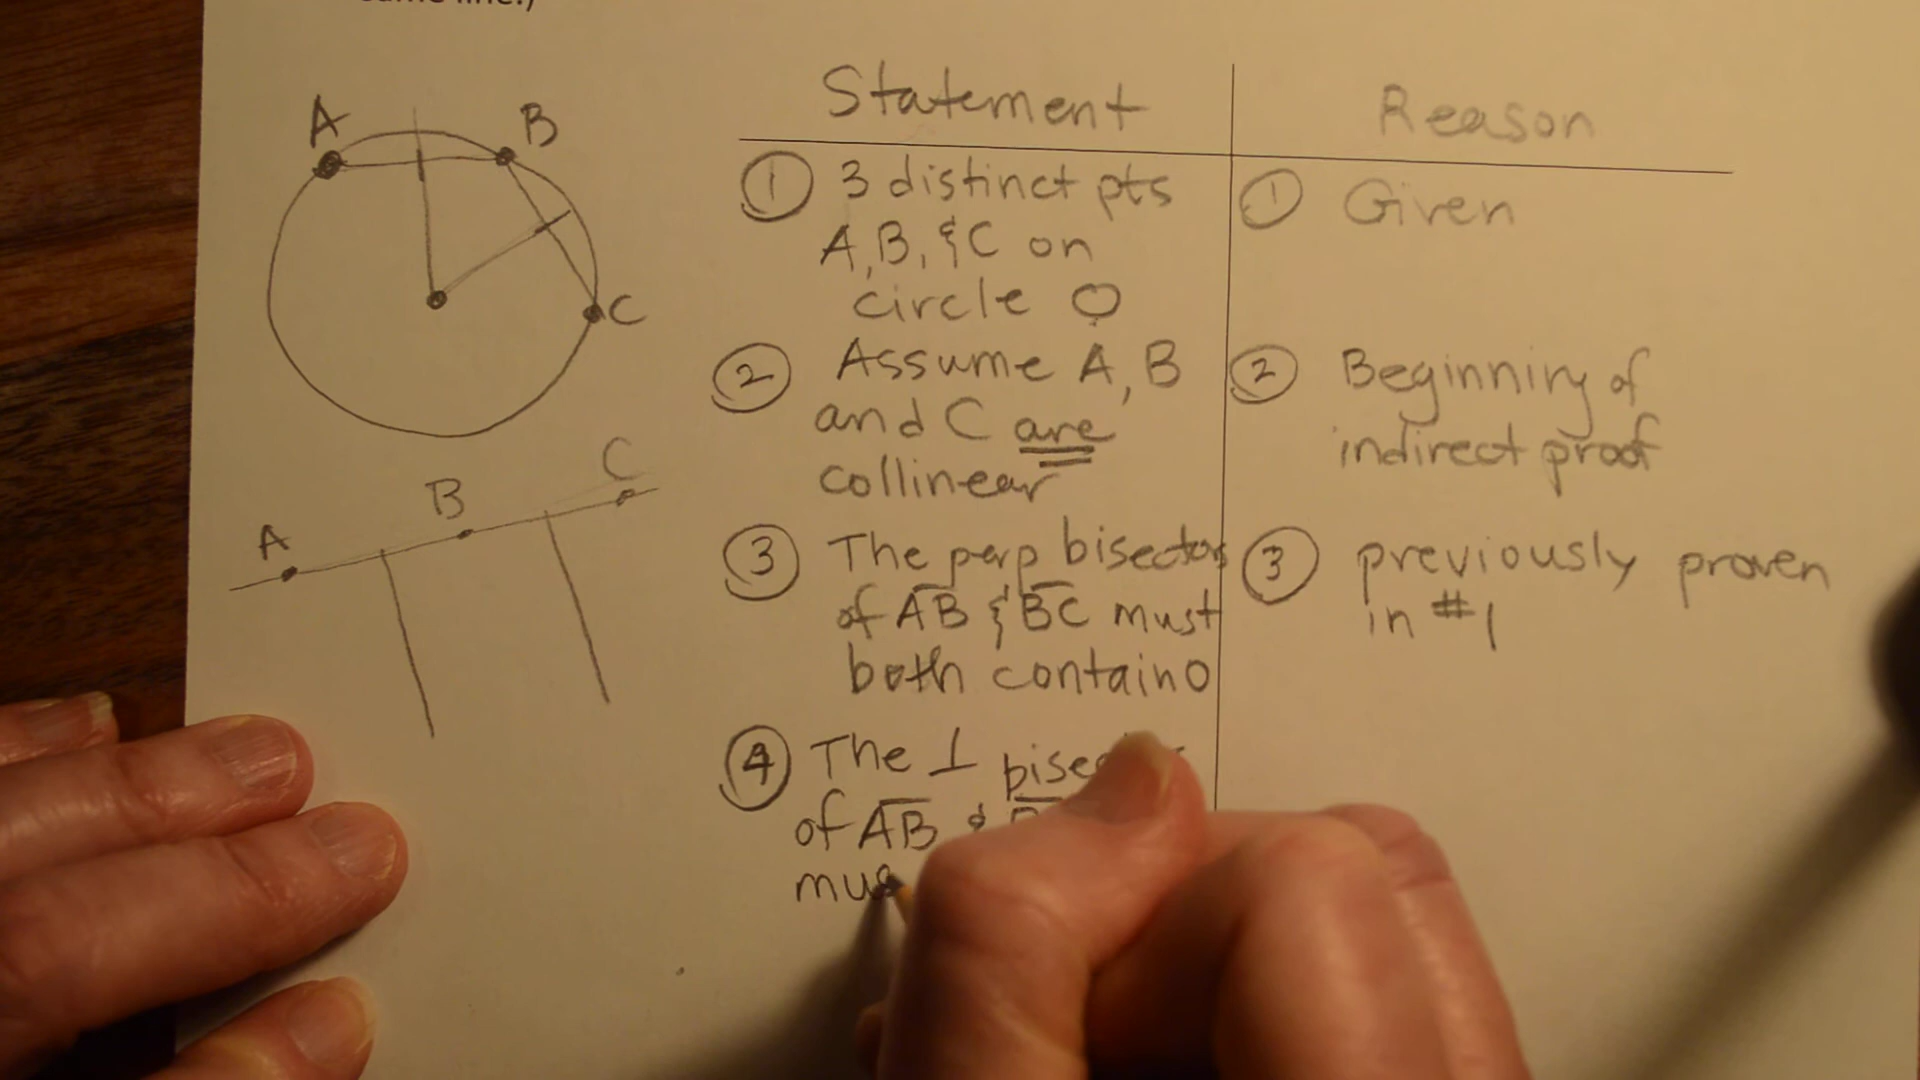 same line.)
Statement
Reason
① 3 distinct pts
A, B, & C on
circle O
① Given
② Assume A, B
and C are
collinear
② Beginning of
indirect proof
③ The perp bisectors
of AB & BC must
both contain O
③ previously proven
in #1
④ The ⊥
of AB &
A
B
C
A
B
C